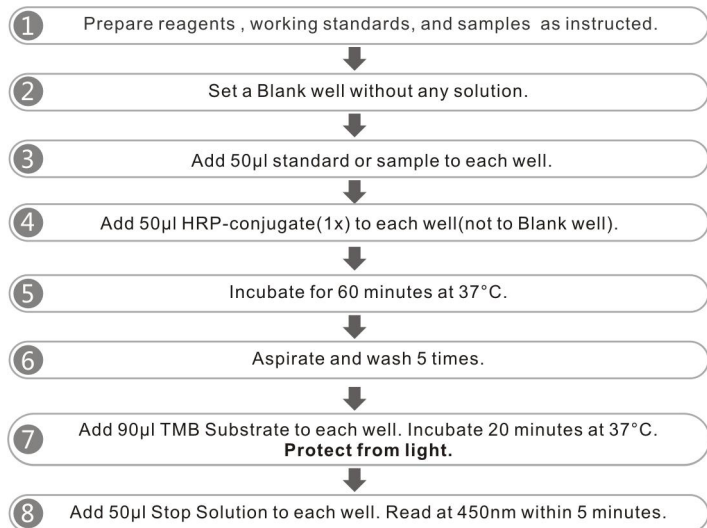 1 Prepare reagents , working standards, and samples as instructed.
2 Set a Blank well without any solution.
3 Add 50μl standard or sample to each well.
4 Add 50μl HRP-conjugate(1x) to each well(not to Blank well).
5 Incubate for 60 minutes at 37°C.
6 Aspirate and wash 5 times.
7 Add 90μl TMB Substrate to each well. Incubate 20 minutes at 37°C.
Protect from light.
8 Add 50μl Stop Solution to each well. Read at 450nm within 5 minutes.